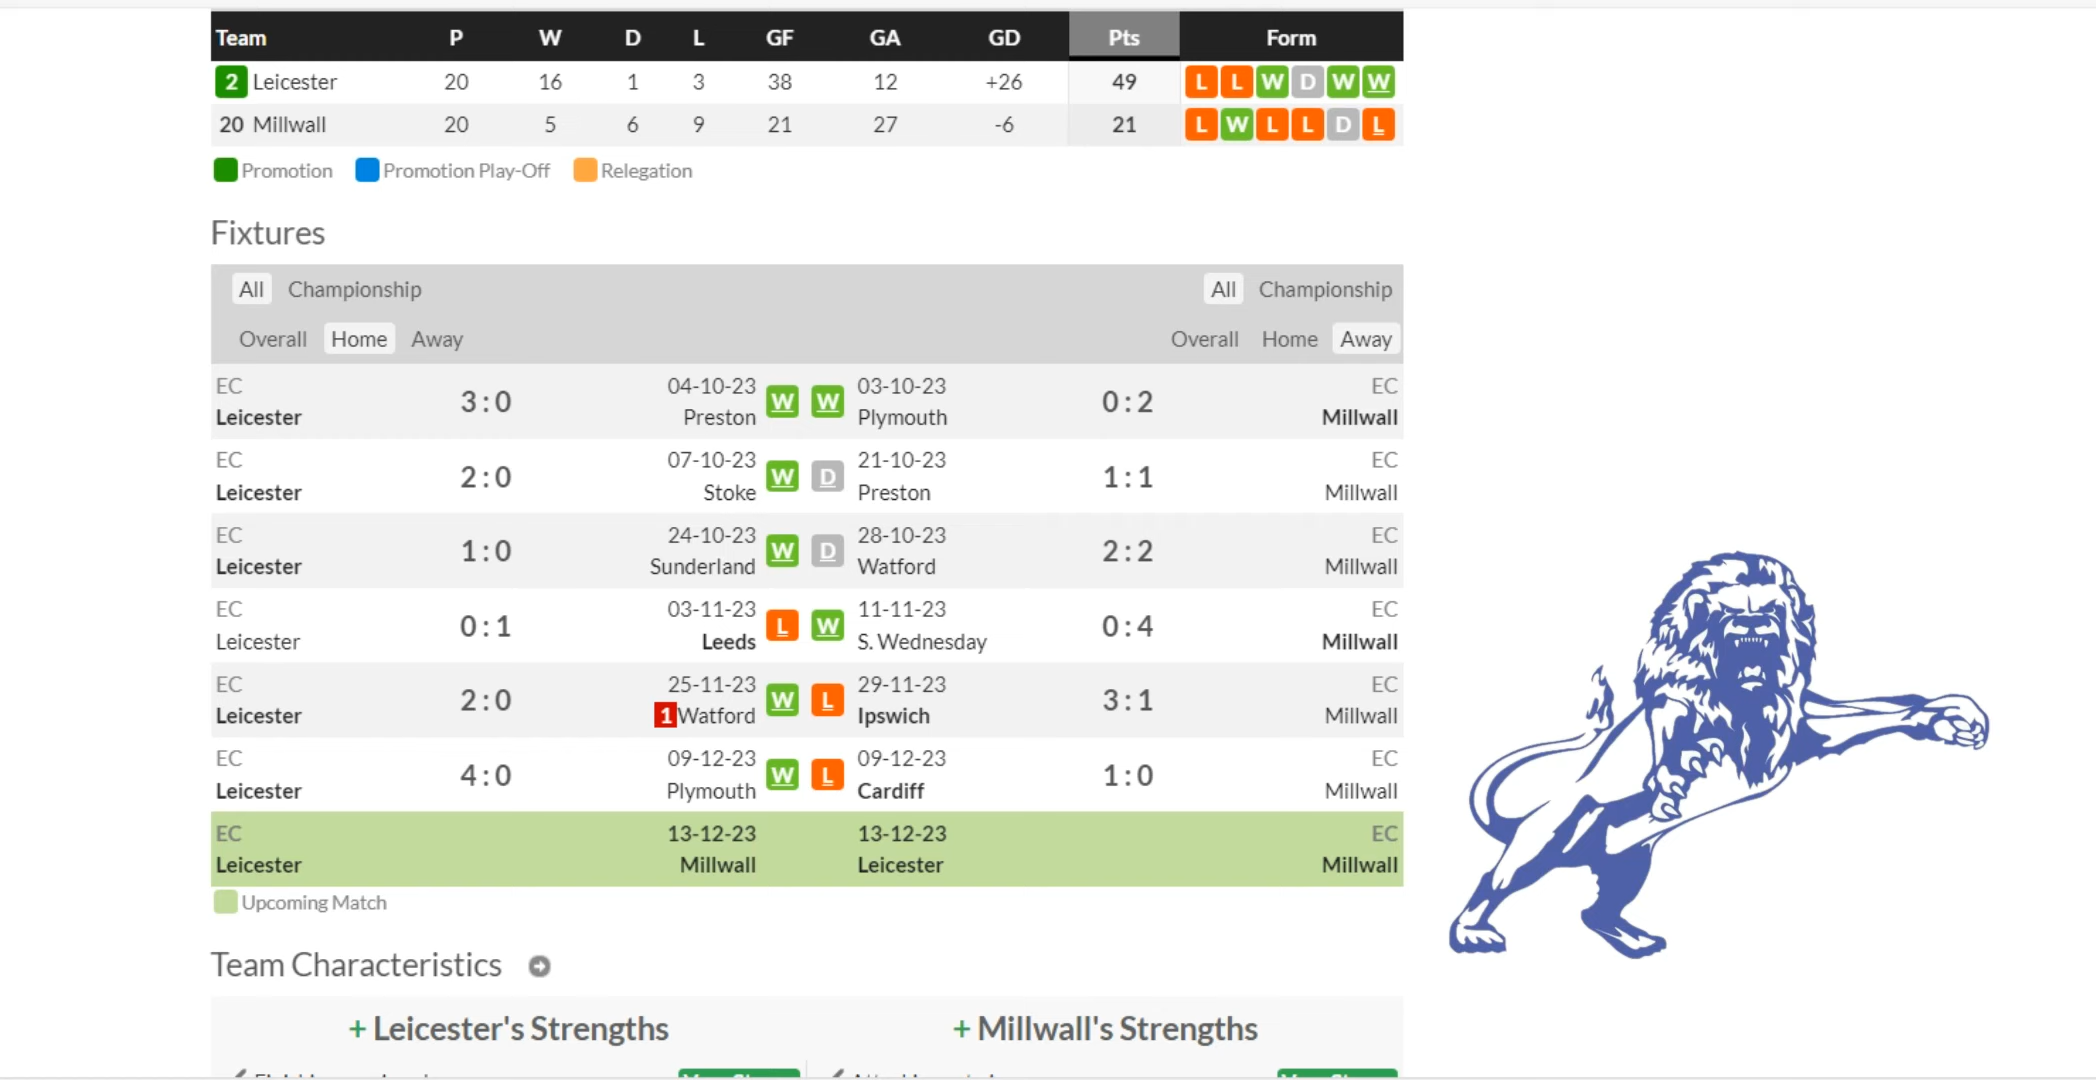 Team P W D L GF GA GD Pts Form
2 Leicester 20 16 1 3 38 12 +26 49 L L W D W W
20 Millwall 20 5 6 9 21 27 -6 21 L W L L D L
Promotion Promotion Play-Off Relegation
Fixtures
All Championship All Championship
Overall Home Away Overall Home Away
EC 04-10-23 03-10-23 EC
Leicester 3 : 0 Preston W W Plymouth 0 : 2 Millwall
EC 07-10-23 21-10-23 EC
Leicester 2 : 0 Stoke W D Preston 1 : 1 Millwall
EC 24-10-23 28-10-23 EC
Leicester 1 : 0 Sunderland W D Watford 2 : 2 Millwall
EC 03-11-23 11-11-23 EC
Leicester 0 : 1 Leeds L W S. Wednesday 0 : 4 Millwall
EC 25-11-23 29-11-23 EC
Leicester 2 : 0 1 Watford W L Ipswich 3 : 1 Millwall
EC 09-12-23 09-12-23 EC
Leicester 4 : 0 Plymouth W L Cardiff 1 : 0 Millwall
EC 13-12-23 13-12-23 EC
Leicester Millwall Leicester Millwall
Upcoming Match
Team Characteristics
+ Leicester's Strengths + Millwall's Strengths